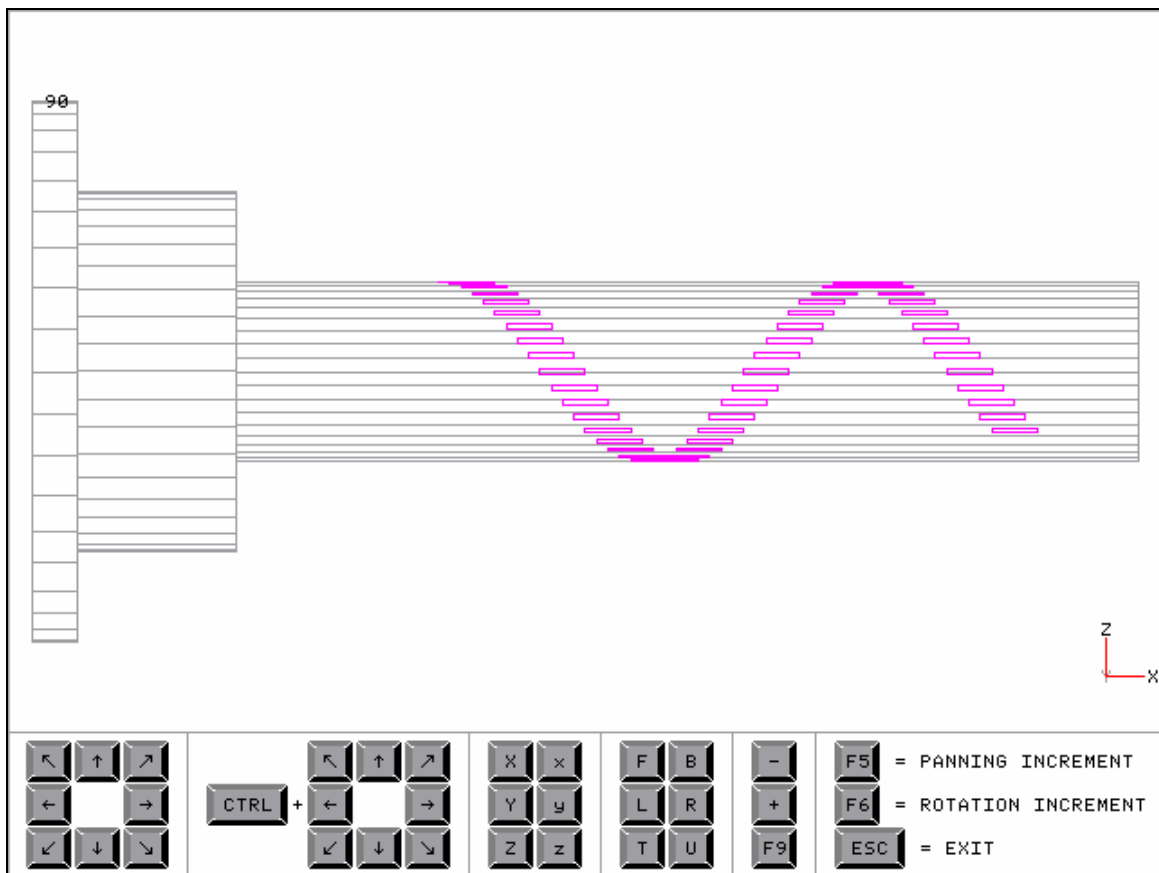 90
Z
X
Y
↖ ↑ ↗ ↖ ↑ ↗ X x F B - F5 = PANNING INCREMENT
← → CTRL + ← → Y y L R + F6 = ROTATION INCREMENT
↙ ↓ ↘ ↙ ↓ ↘ Z z T U F9 ESC = EXIT